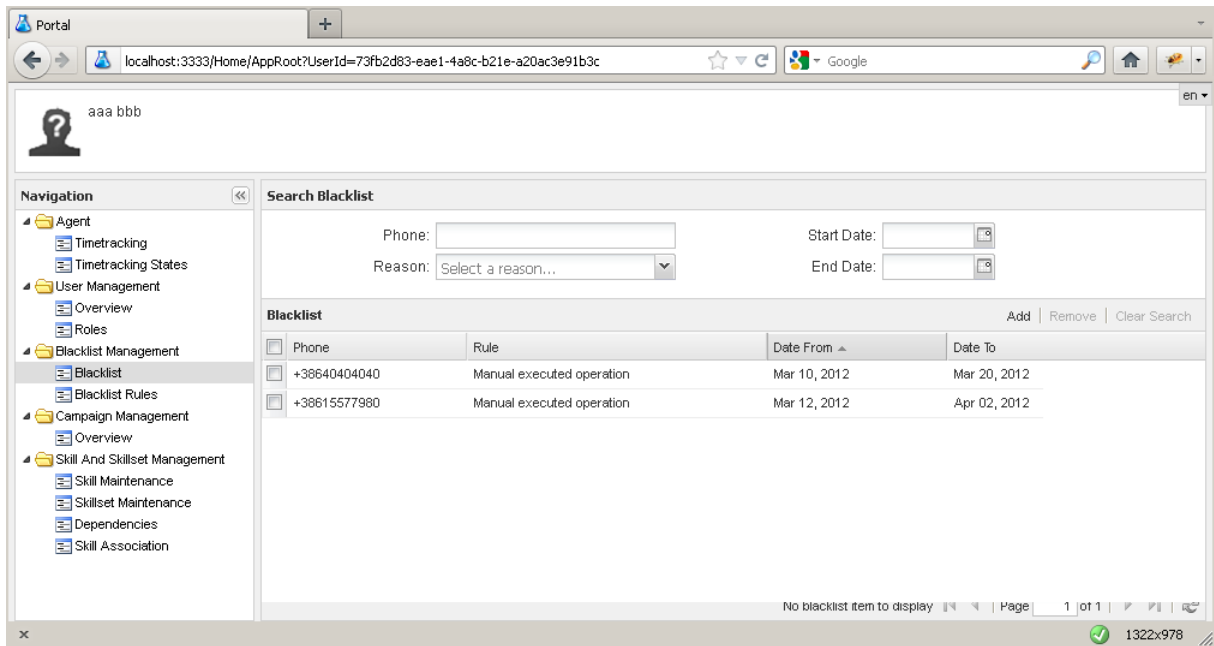 Portal
localhost:3333/Home/AppRoot?UserId=73fb2d83-eae1-4a8c-b21e-a20ac3e91b3c
Google
aaa bbb
en
Navigation
Agent
Timetracking
Timetracking States
User Management
Overview
Roles
Blacklist Management
Blacklist
Blacklist Rules
Campaign Management
Overview
Skill And Skillset Management
Skill Maintenance
Skillset Maintenance
Dependencies
Skill Association
Search Blacklist
Phone: Start Date:
Reason: Select a reason... End Date:
Blacklist Add Remove Clear Search
Phone Rule Date From Date To
+38640404040 Manual executed operation Mar 10, 2012 Mar 20, 2012
+38615577980 Manual executed operation Mar 12, 2012 Apr 02, 2012
No blacklist item to display Page 1 of 1
x 1322x978